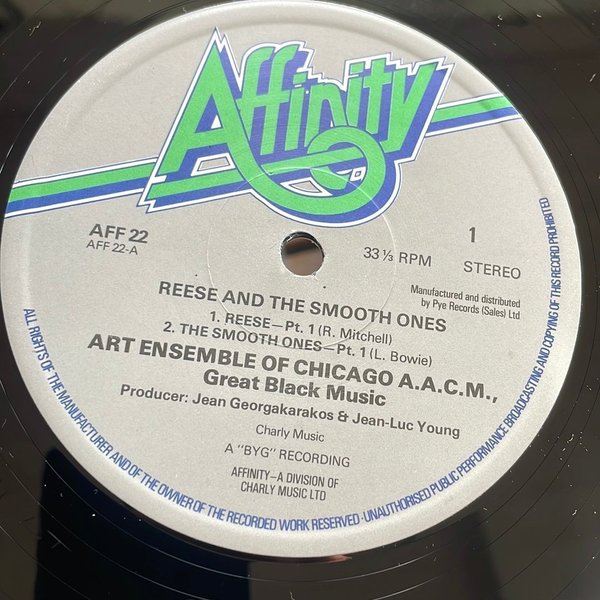 Affinity
AFF 22
AFF 22-A
33 ⅓ RPM
1
STEREO
Manufactured and distributed
by Pye Records (Sales) Ltd
REESE AND THE SMOOTH ONES
1. REESE—Pt. 1 (R. Mitchell)
2. THE SMOOTH ONES—Pt. 1 (L. Bowie)
ART ENSEMBLE OF CHICAGO A.A.C.M.,
Great Black Music
Producer: Jean Georgakarakos & Jean-Luc Young
Charly Music
A "BYG" RECORDING
AFFINITY—A DIVISION OF
CHARLY MUSIC LTD
ALL RIGHTS OF THE MANUFACTURER AND OF THE OWNER OF THE RECORDED WORK RESERVED · UNAUTHORISED PUBLIC PERFORMANCE BROADCASTING AND COPYING OF THIS RECORD PROHIBITED